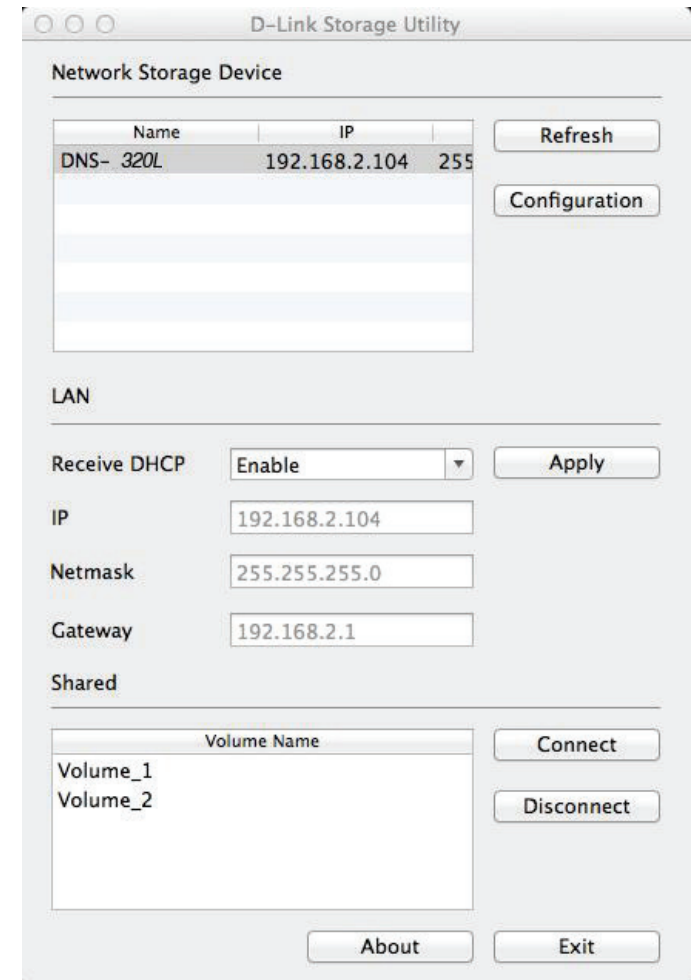 D-Link Storage Utility
Network Storage Device
Name IP
DNS- 320L 192.168.2.104 255
Refresh
Configuration
LAN
Receive DHCP Enable Apply
IP 192.168.2.104
Netmask 255.255.255.0
Gateway 192.168.2.1
Shared
Volume Name
Volume_1
Volume_2
Connect
Disconnect
About Exit